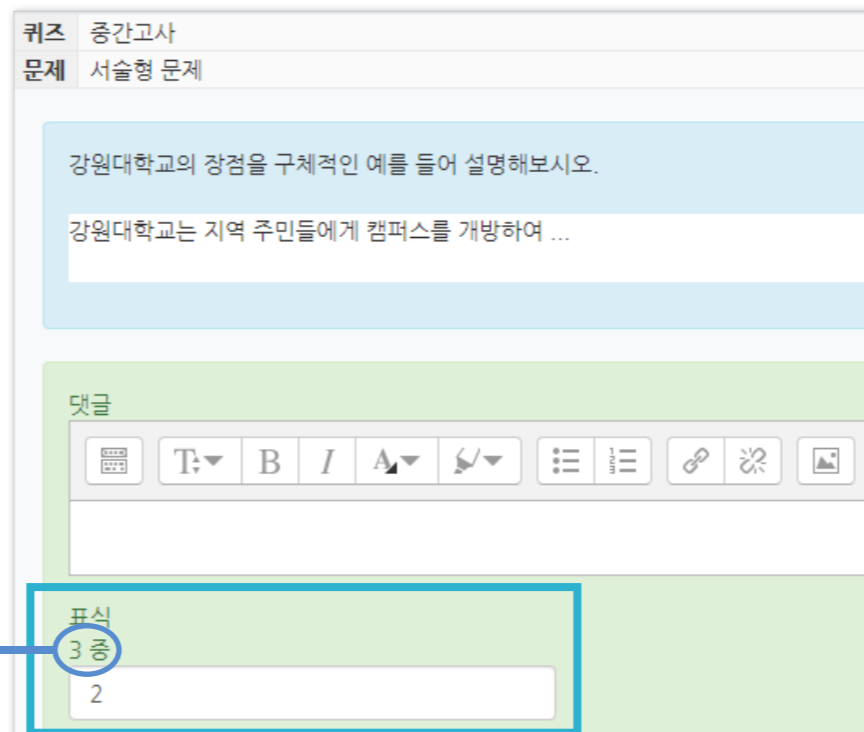 퀴즈 중간고사
문제 서술형 문제
강원대학교의 장점을 구체적인 예를 들어 설명해보시오.
강원대학교는 지역 주민들에게 캠퍼스를 개방하여 ...
댓글
표식
3 중
2